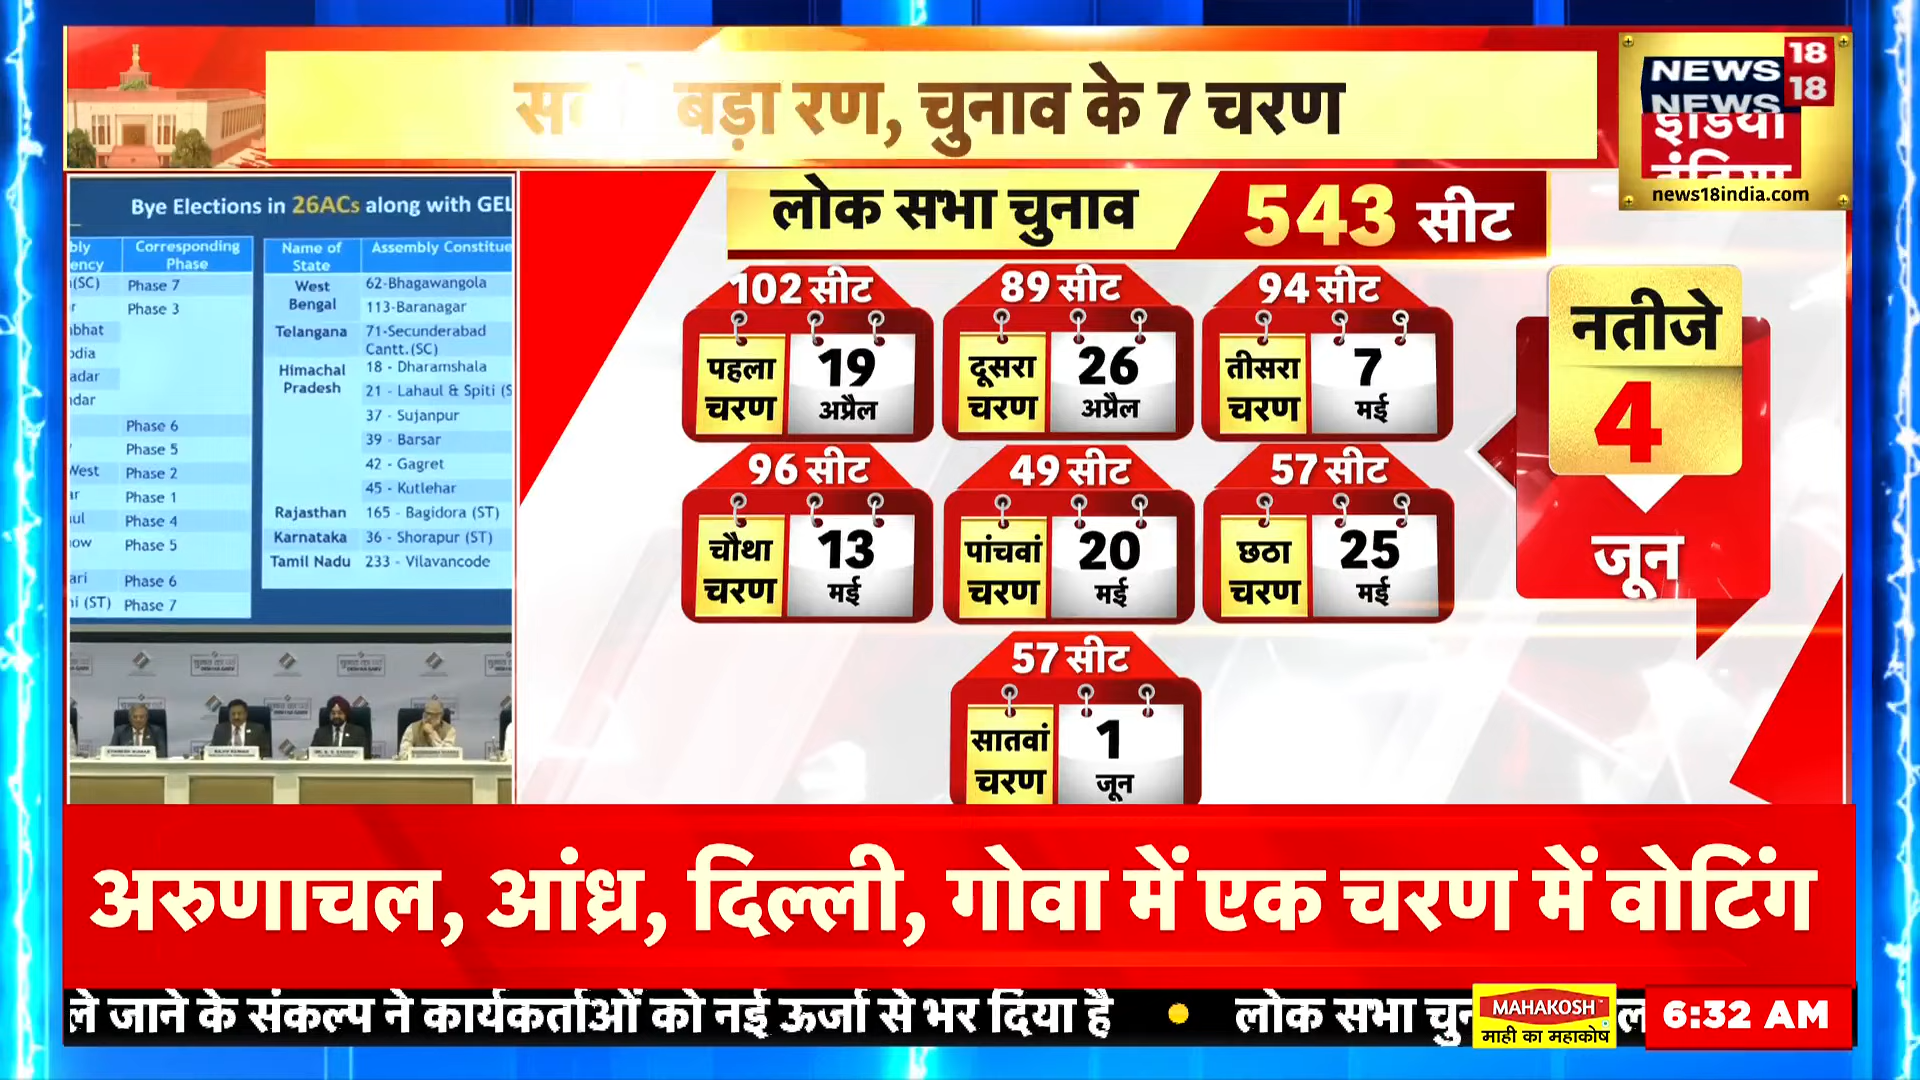 बड़ा रण, चुनाव के 7 चरण
NEWS 18
NEWS 18
इंडिया
news18india.com
Bye Elections in 26ACs along with GEL
Corresponding Phase
(SC) Phase 7
Phase 3
Phase 6
Phase 5
West Phase 2
Phase 1
Phase 4
Phase 5
Phase 6
(ST) Phase 7
Name of State
Assembly Constitue
West Bengal
62-Bhagawangola
113-Baranagar
Telangana
71-Secunderabad
Cantt.(SC)
Himachal Pradesh
18 - Dharamshala
21 - Lahaul & Spiti (S
37 - Sujanpur
39 - Barsar
42 - Gagret
45 - Kutlehar
Rajasthan 165 - Bagidora (ST)
Karnataka 36 - Shorapur (ST)
Tamil Nadu 233 - Vilavancode
लोक सभा चुनाव 543 सीट
102 सीट
पहला चरण
19 अप्रैल
89 सीट
दूसरा चरण
26 अप्रैल
94 सीट
तीसरा चरण
7 मई
96 सीट
चौथा चरण
13 मई
49 सीट
पांचवां चरण
20 मई
57 सीट
छठा चरण
25 मई
57 सीट
सातवां चरण
1 जून
नतीजे
4
जून
अरुणाचल, आंध्र, दिल्ली, गोवा में एक चरण में वोटिंग
ले जाने के संकल्प ने कार्यकर्ताओं को नई ऊर्जा से भर दिया है • लोक सभा चुन
MAHAKOSH
माही का महाकोष
6:32 AM